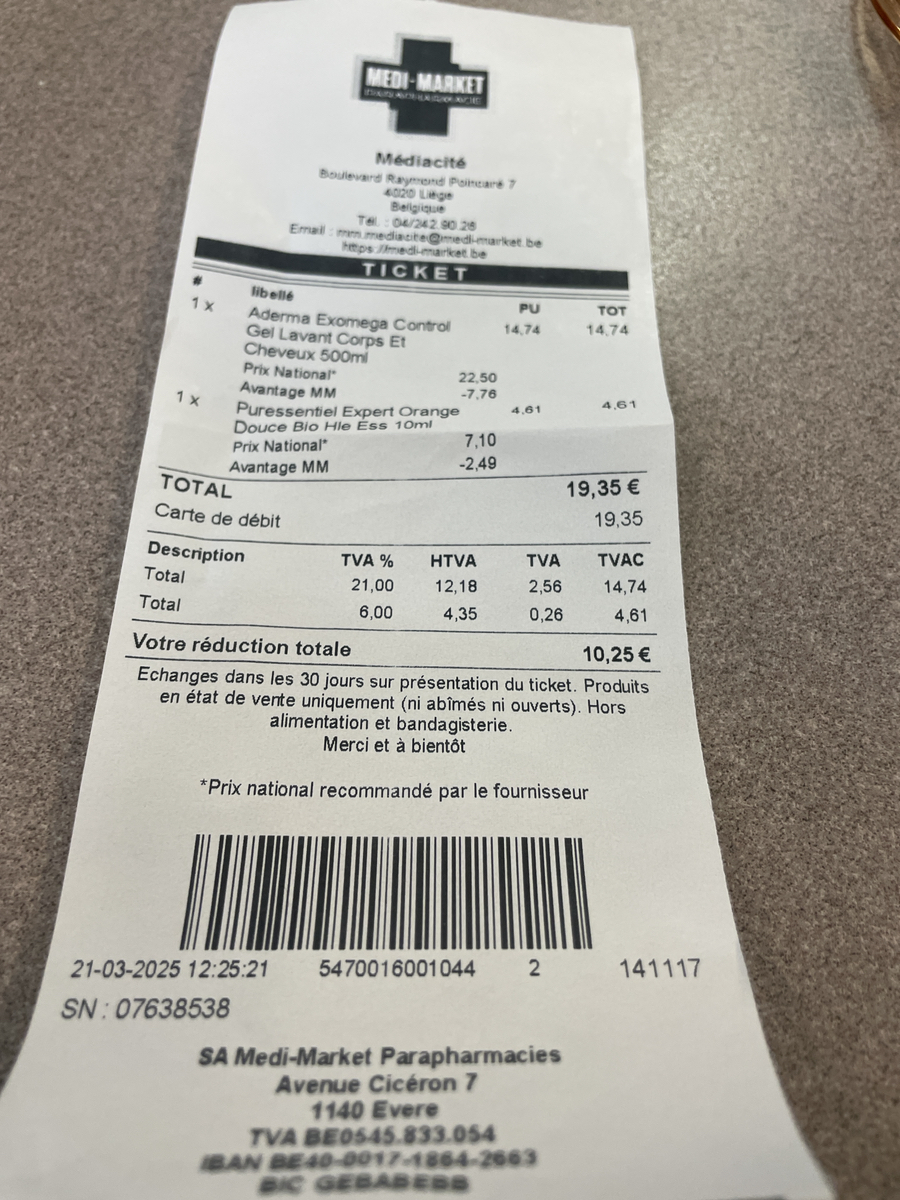 MEDI-MARKET
PARAPHARMACIE
Médiacité
Boulevard Raymond Poincaré 7
4020 Liège
Belgique
Tél. : 04/242.90.26
Email : mm.mediacite@medi-market.be
https://medi-market.be
TICKET
# libellé PU TOT
1 x Aderma Exomega Control 14,74 14,74
Gel Lavant Corps Et
Cheveux 500ml
Prix National* 22,50
Avantage MM -7,76
1 x Puressentiel Expert Orange 4,61 4,61
Douce Bio Hle Ess 10ml
Prix National* 7,10
Avantage MM -2,49
TOTAL 19,35 €
Carte de débit 19,35
Description TVA % HTVA TVA TVAC
Total 21,00 12,18 2,56 14,74
Total 6,00 4,35 0,26 4,61
Votre réduction totale 10,25 €
Echanges dans les 30 jours sur présentation du ticket. Produits
en état de vente uniquement (ni abîmés ni ouverts). Hors
alimentation et bandagisterie.
Merci et à bientôt
*Prix national recommandé par le fournisseur
21-03-2025 12:25:21 5470016001044 2 141117
SN : 07638538
SA Medi-Market Parapharmacies
Avenue Cicéron 7
1140 Evere
TVA BE0545.833.054
IBAN BE40-0017-1864-2663
BIC GEBABEBB